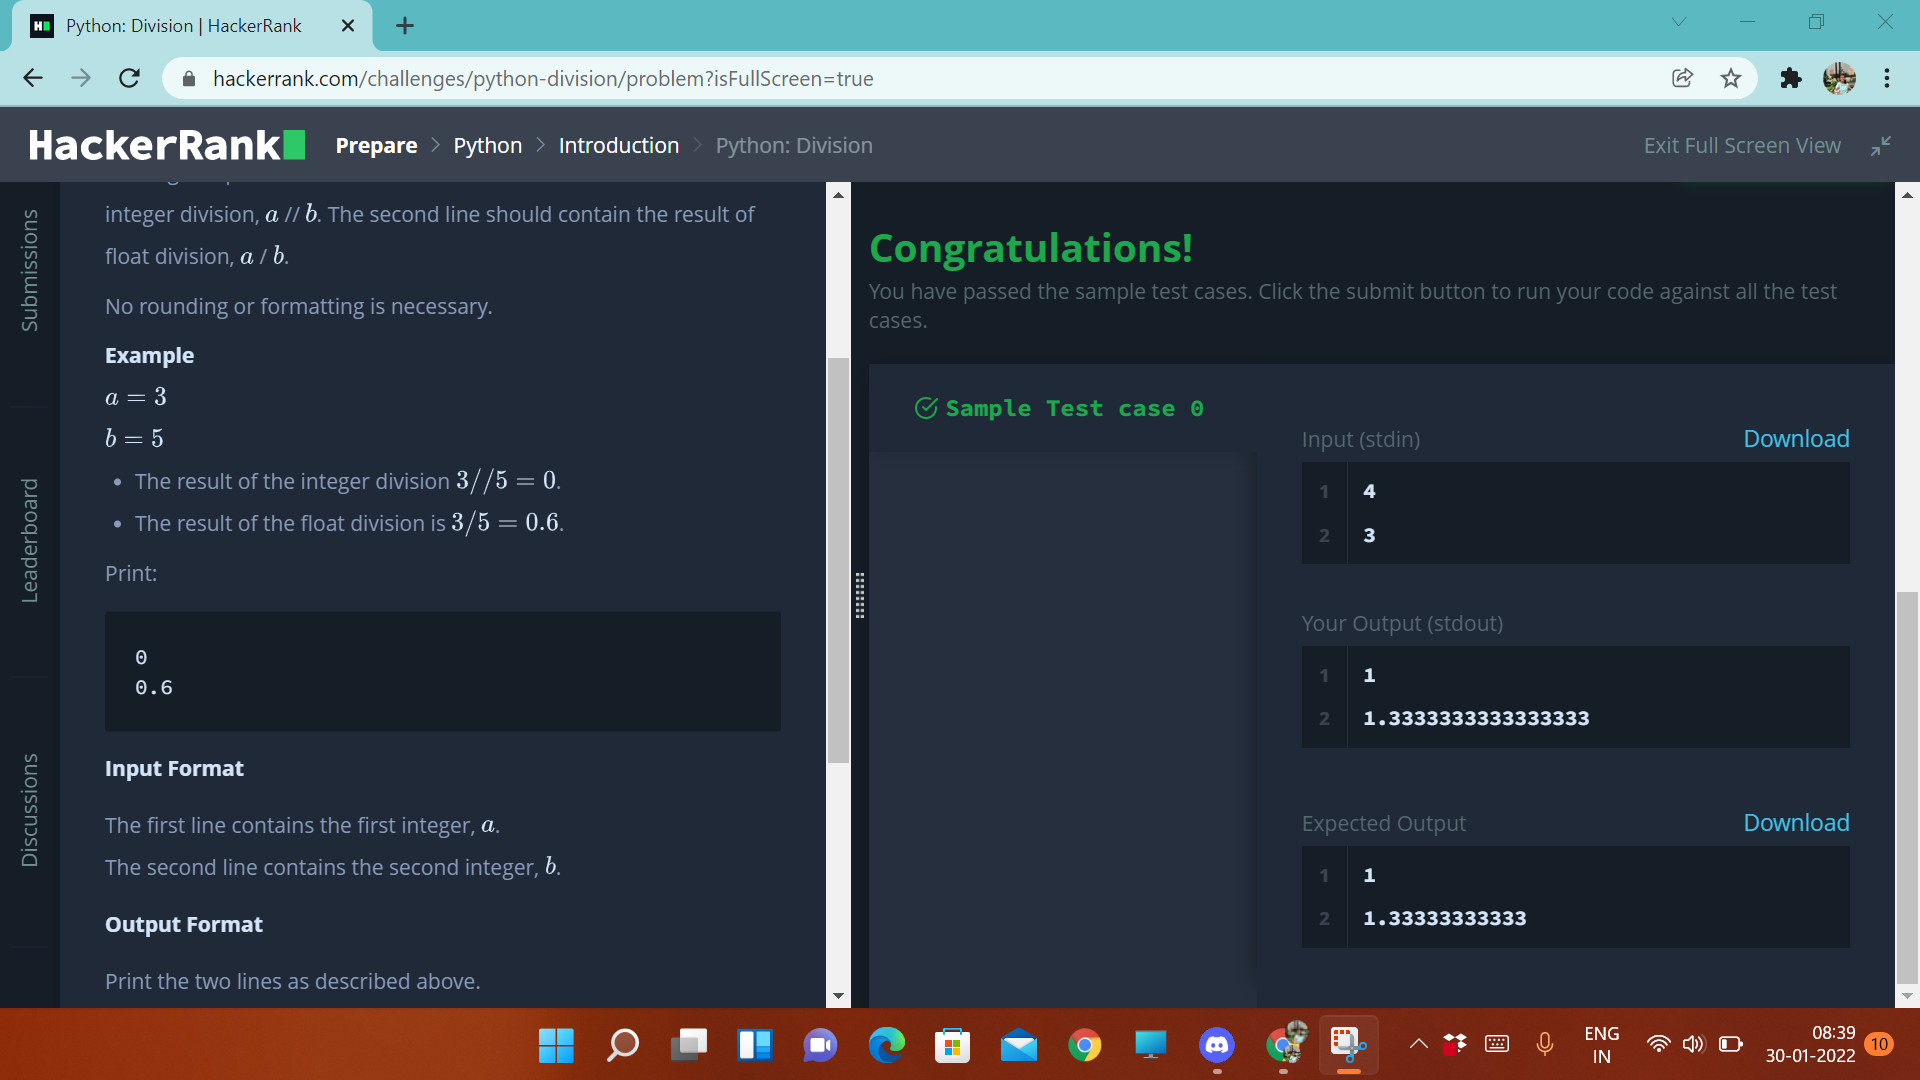 Python: Division | HackerRank
hackerrank.com/challenges/python-division/problem?isFullScreen=true
HackerRank
Prepare > Python > Introduction > Python: Division
Exit Full Screen View
Submissions
Leaderboard
Discussions
integer division, a // b. The second line should contain the result of
float division, a / b.
No rounding or formatting is necessary.
Example
a = 3
b = 5
• The result of the integer division 3//5 = 0.
• The result of the float division is 3/5 = 0.6.
Print:
0
0.6
Input Format
The first line contains the first integer, a.
The second line contains the second integer, b.
Output Format
Print the two lines as described above.
Congratulations!
You have passed the sample test cases. Click the submit button to run your code against all the test
cases.
Sample Test case 0
Input (stdin)
Download
1 4
2 3
Your Output (stdout)
1 1
2 1.3333333333333333
Expected Output
Download
1 1
2 1.33333333333
ENG
IN
08:39
30-01-2022
10